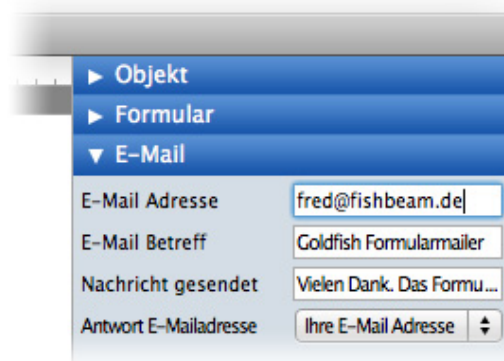 ▶ Objekt
▶ Formular
▼ E-Mail
E-Mail Adresse fred@fishbeam.de
E-Mail Betreff Goldfish Formularmailer
Nachricht gesendet Vielen Dank. Das Formu...
Antwort E-Mailadresse Ihre E-Mail Adresse